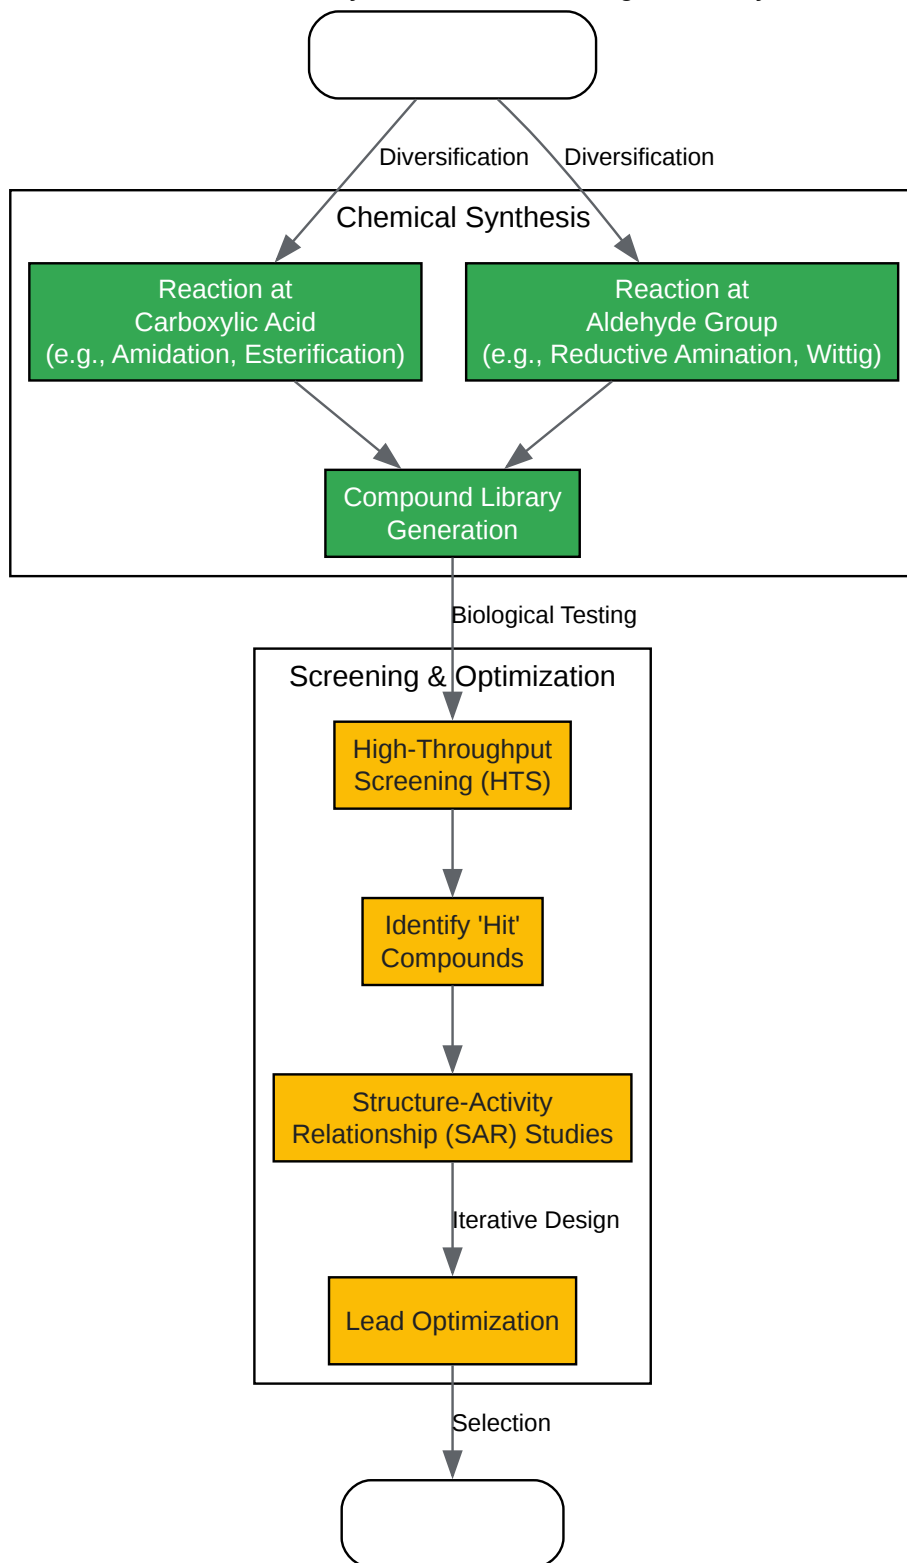 Diversification
Diversification
Chemical Synthesis
Reaction at
Carboxylic Acid
(e.g., Amidation, Esterification)
Reaction at
Aldehyde Group
(e.g., Reductive Amination, Wittig)
Compound Library
Generation
Biological Testing
Screening & Optimization
High-Throughput
Screening (HTS)
Identify 'Hit'
Compounds
Structure-Activity
Relationship (SAR) Studies
Iterative Design
Lead Optimization
Selection